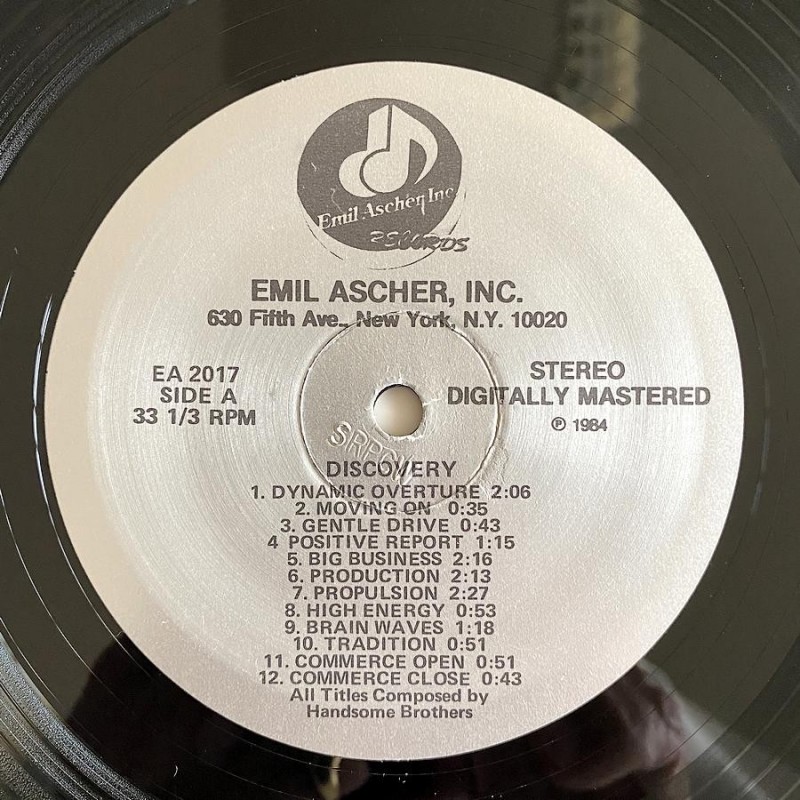 Emil Ascher, Inc.
RECORDS
EMIL ASCHER, INC.
630 Fifth Ave., New York, N.Y. 10020
EA 2017
SIDE A
33 1/3 RPM
STEREO
DIGITALLY MASTERED
℗ 1984
DISCOVERY
1. DYNAMIC OVERTURE 2:06
2. MOVING ON 0:35
3. GENTLE DRIVE 0:43
4 POSITIVE REPORT 1:15
5. BIG BUSINESS 2:16
6. PRODUCTION 2:13
7. PROPULSION 2:27
8. HIGH ENERGY 0:53
9. BRAIN WAVES 1:18
10. TRADITION 0:51
11. COMMERCE OPEN 0:51
12. COMMERCE CLOSE 0:43
All Titles Composed by
Handsome Brothers